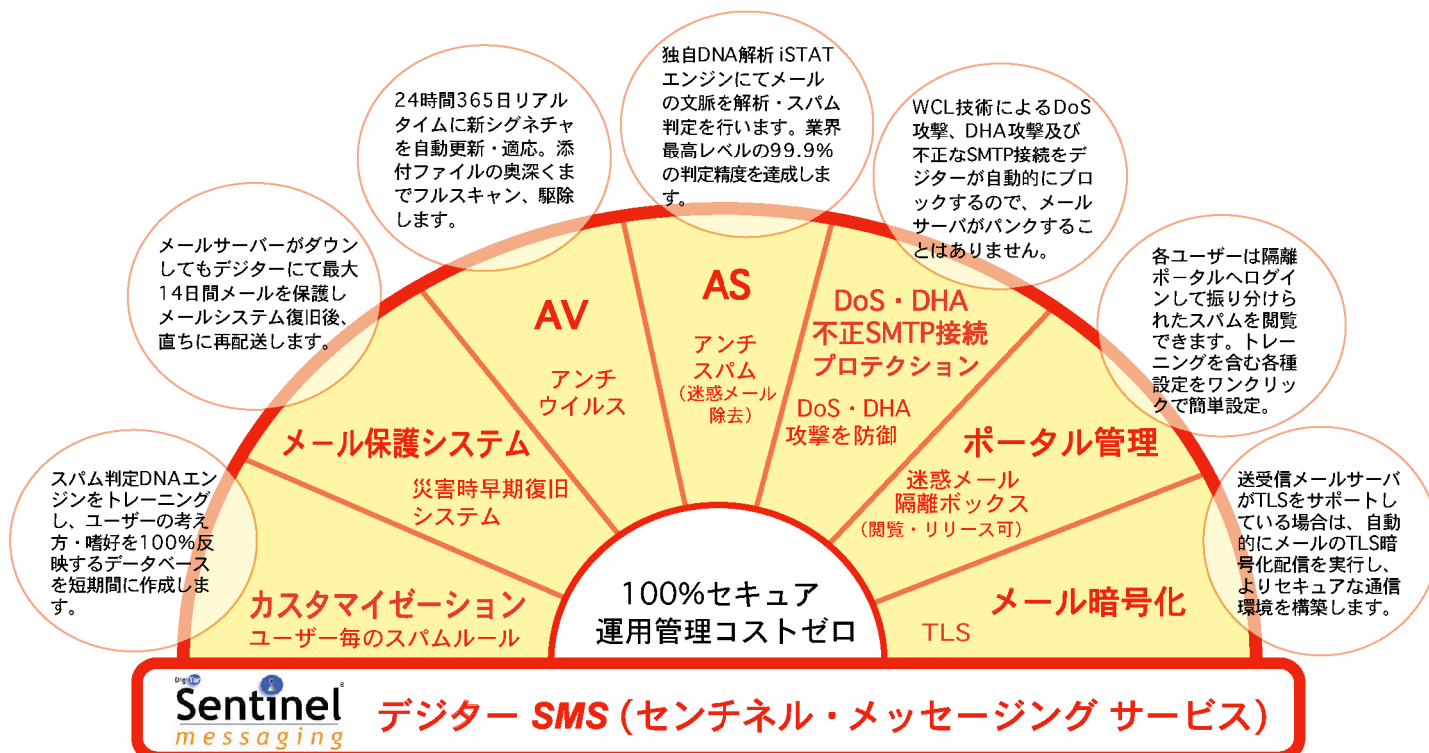 独自DNA解析 iSTAT
エンジンにてメール
の文脈を解析・スパム
判定を行います。業界
最高レベルの99.9%
の判定精度を達成しま
す。
24時間365日リアル
タイムに新シグネチャ
を自動更新・適応。添
付ファイルの奥深くま
でフルスキャン、駆除
します。
WCL技術によるDoS
攻撃、DHA攻撃及び
不正なSMTP接続をデ
ジターが自動的にブロ
ックするので、メール
サーバがパンクするこ
とはありません。
メールサーバーがダウン
してもデジターにて最大
14日間メールを保護し
メールシステム復旧後、
直ちに再配送します。
各ユーザーは隔離
ポータルへログイ
ンして振り分けら
れたスパムを閲覧
できます。トレー
ニングを含む各種
設定をワンクリッ
クで簡単設定。
スパム判定DNAエン
ジンをトレーニング
し、ユーザーの考え
方・嗜好を100%反
映するデータベース
を短期間に作成しま
す。
送受信メールサーバ
がTLSをサポートし
ている場合は、自動
的にメールのTLS暗
号化配信を実行し、
よりセキュアな通信
環境を構築します。
カスタマイゼーション
ユーザー毎のスパムルール
メール保護システム
災害時早期復旧
システム
AV
アンチ
ウイルス
AS
アンチ
スパム
(迷惑メール
除去)
DoS・DHA
不正SMTP接続
プロテクション
DoS・DHA
攻撃を防御
ポータル管理
迷惑メール
隔離ボックス
(閲覧・リリース可)
メール暗号化
TLS
100%セキュア
運用管理コストゼロ
DigiTar
Sentinel®
messaging
デジター SMS (センチネル・メッセージング サービス)